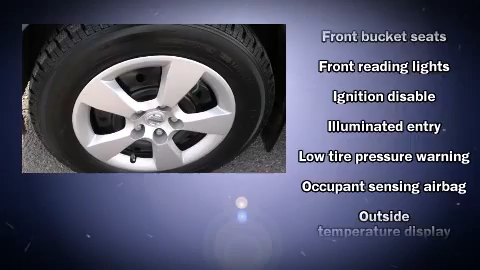 Front bucket seats
Front reading lights
Ignition disable
Illuminated entry
Low tire pressure warning
Occupant sensing airbag
Outside
temperature display